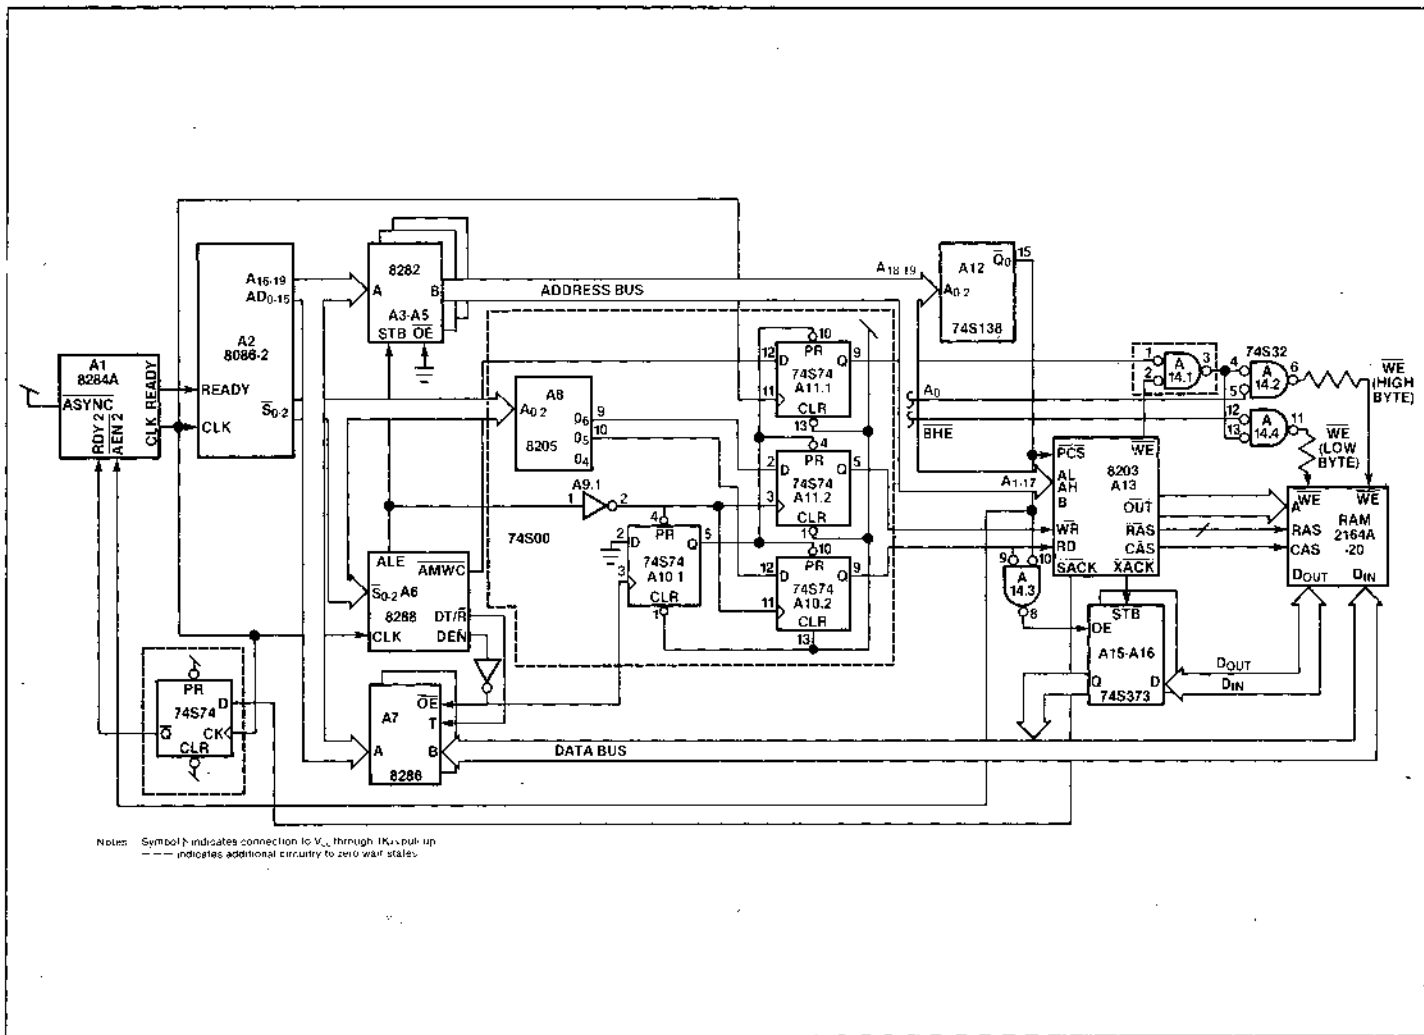 A1
8284A
ASYNC
RDY 2
AEN 2
CLK READY
A16-19
AD0-15
A2
8086-2
READY
S0-2
CLK
8282
A
B
A3-A5
STB OE
ADDRESS BUS
A8
A0-2
8205
O6
O5
O4
9
10
A9.1
1
2
74S00
ALE
AMWC
S0-2 A6
8288
DT/R
CLK
DEN
2
4
PR
D
Q
5
3
74S74
A10.1
CLR
1
10
12
PR
D
Q
9
74S74
A11.1
11
CLR
13
4
2
PR
D
5
74S74
A11.2
3
CLR
1
10
12
PR
D
Q
9
74S74
A10.2
11
CLR
13
PR
74S74
D
Q
CK
CLR
A7
OE
T
A
B
8286
DATA BUS
A18-19
A12
Q0
15
A0-2
74S138
A0
BHE
A1-17
PCS
WE
8203
A13
AL
AH
B
OUT
WR
RAS
RD
CAS
SACK
XACK
1
2
A
14.1
3
74S32
4
5
A
14.2
6
12
13
A
14.4
11
WE
(HIGH
BYTE)
WE
(LOW
BYTE)
9
10
A
14.3
8
WE
WE
A
RAM
2164A
-20
RAS
CAS
DOUT
DIN
STB
OE
A15-A16
Q
D
74S373
DOUT
DIN
Notes: Symbol indicates connection to VCC through 1K pull up
indicates additional circuitry to zero wait states